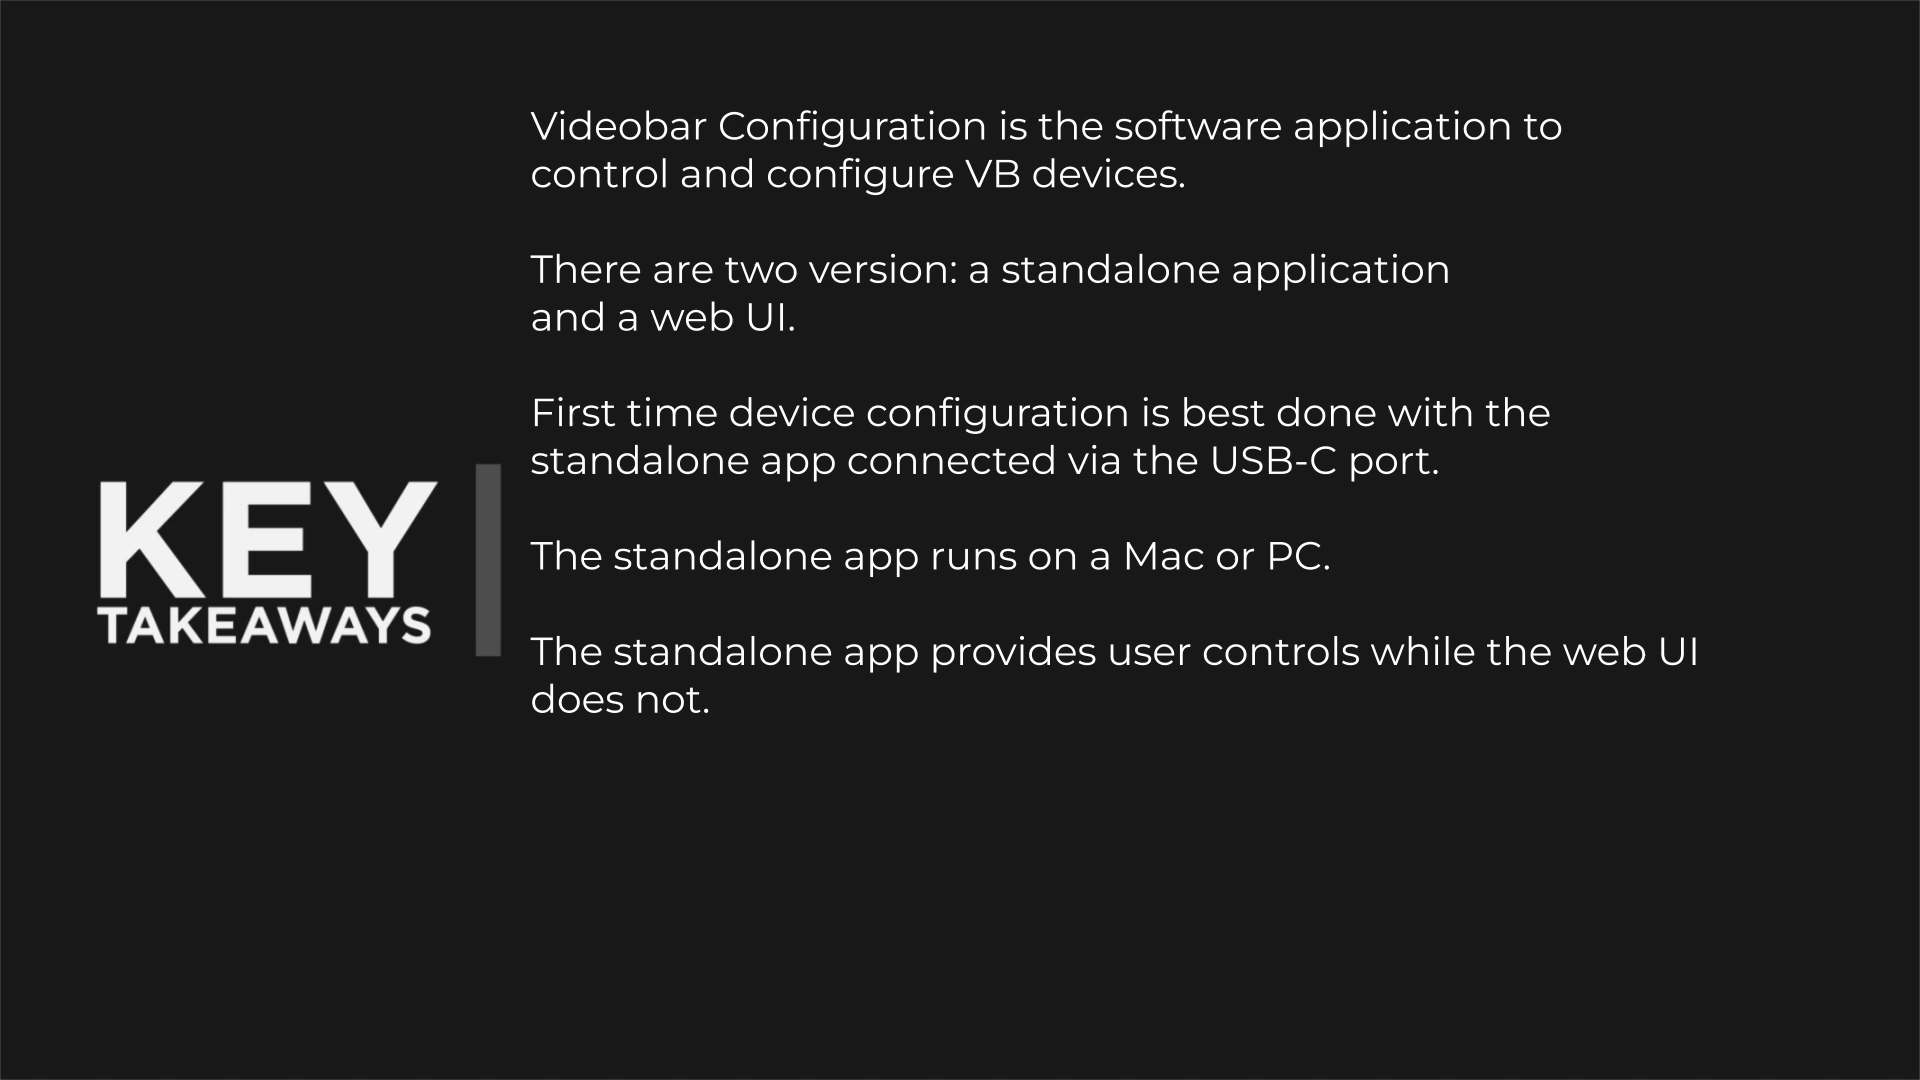 Videobar Configuration is the software application to
control and configure VB devices.
There are two version: a standalone application
and a web UI.
First time device configuration is best done with the
standalone app connected via the USB-C port.
The standalone app runs on a Mac or PC.
The standalone app provides user controls while the web UI
does not.
KEY
TAKEAWAYS